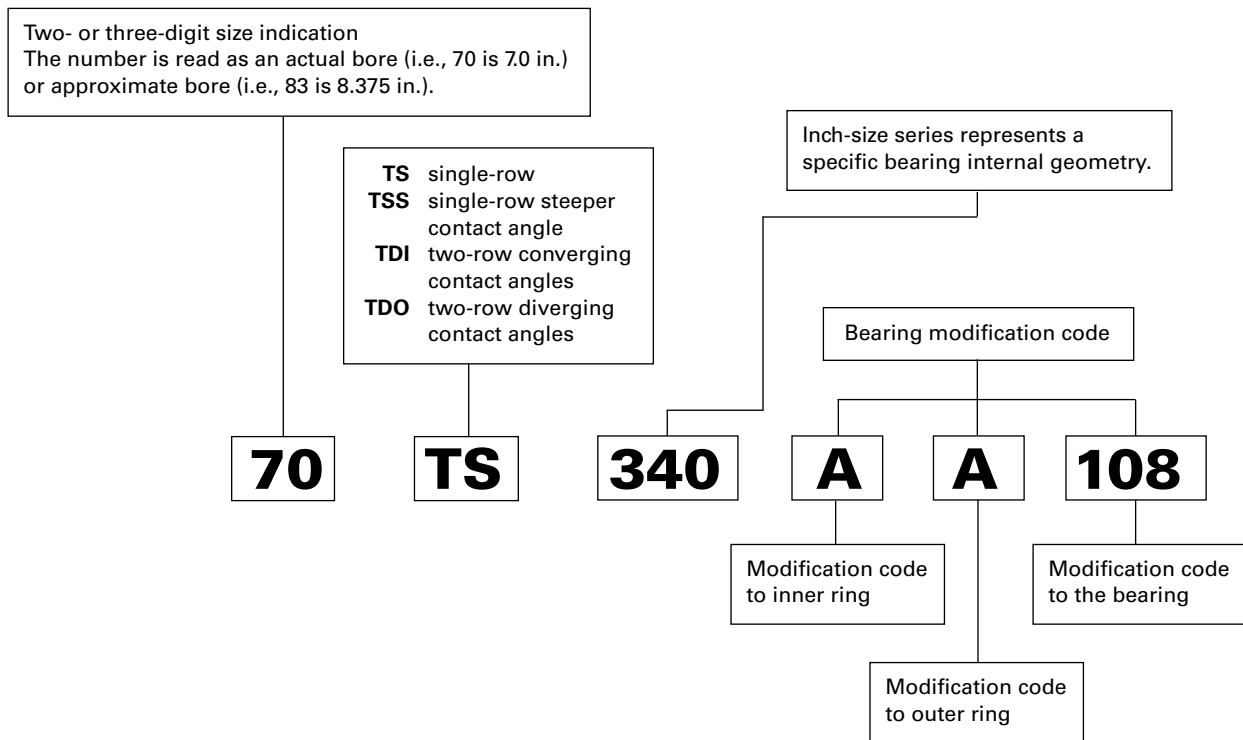 Two- or three-digit size indication
The number is read as an actual bore (i.e., 70 is 7.0 in.)
or approximate bore (i.e., 83 is 8.375 in.).
Inch-size series represents a
specific bearing internal geometry.
TS single-row
TSS single-row steeper
contact angle
TDI two-row converging
contact angles
TDO two-row diverging
contact angles
Bearing modification code
70 TS 340 A A 108
Modification code
to inner ring
Modification code
to the bearing
Modification code
to outer ring